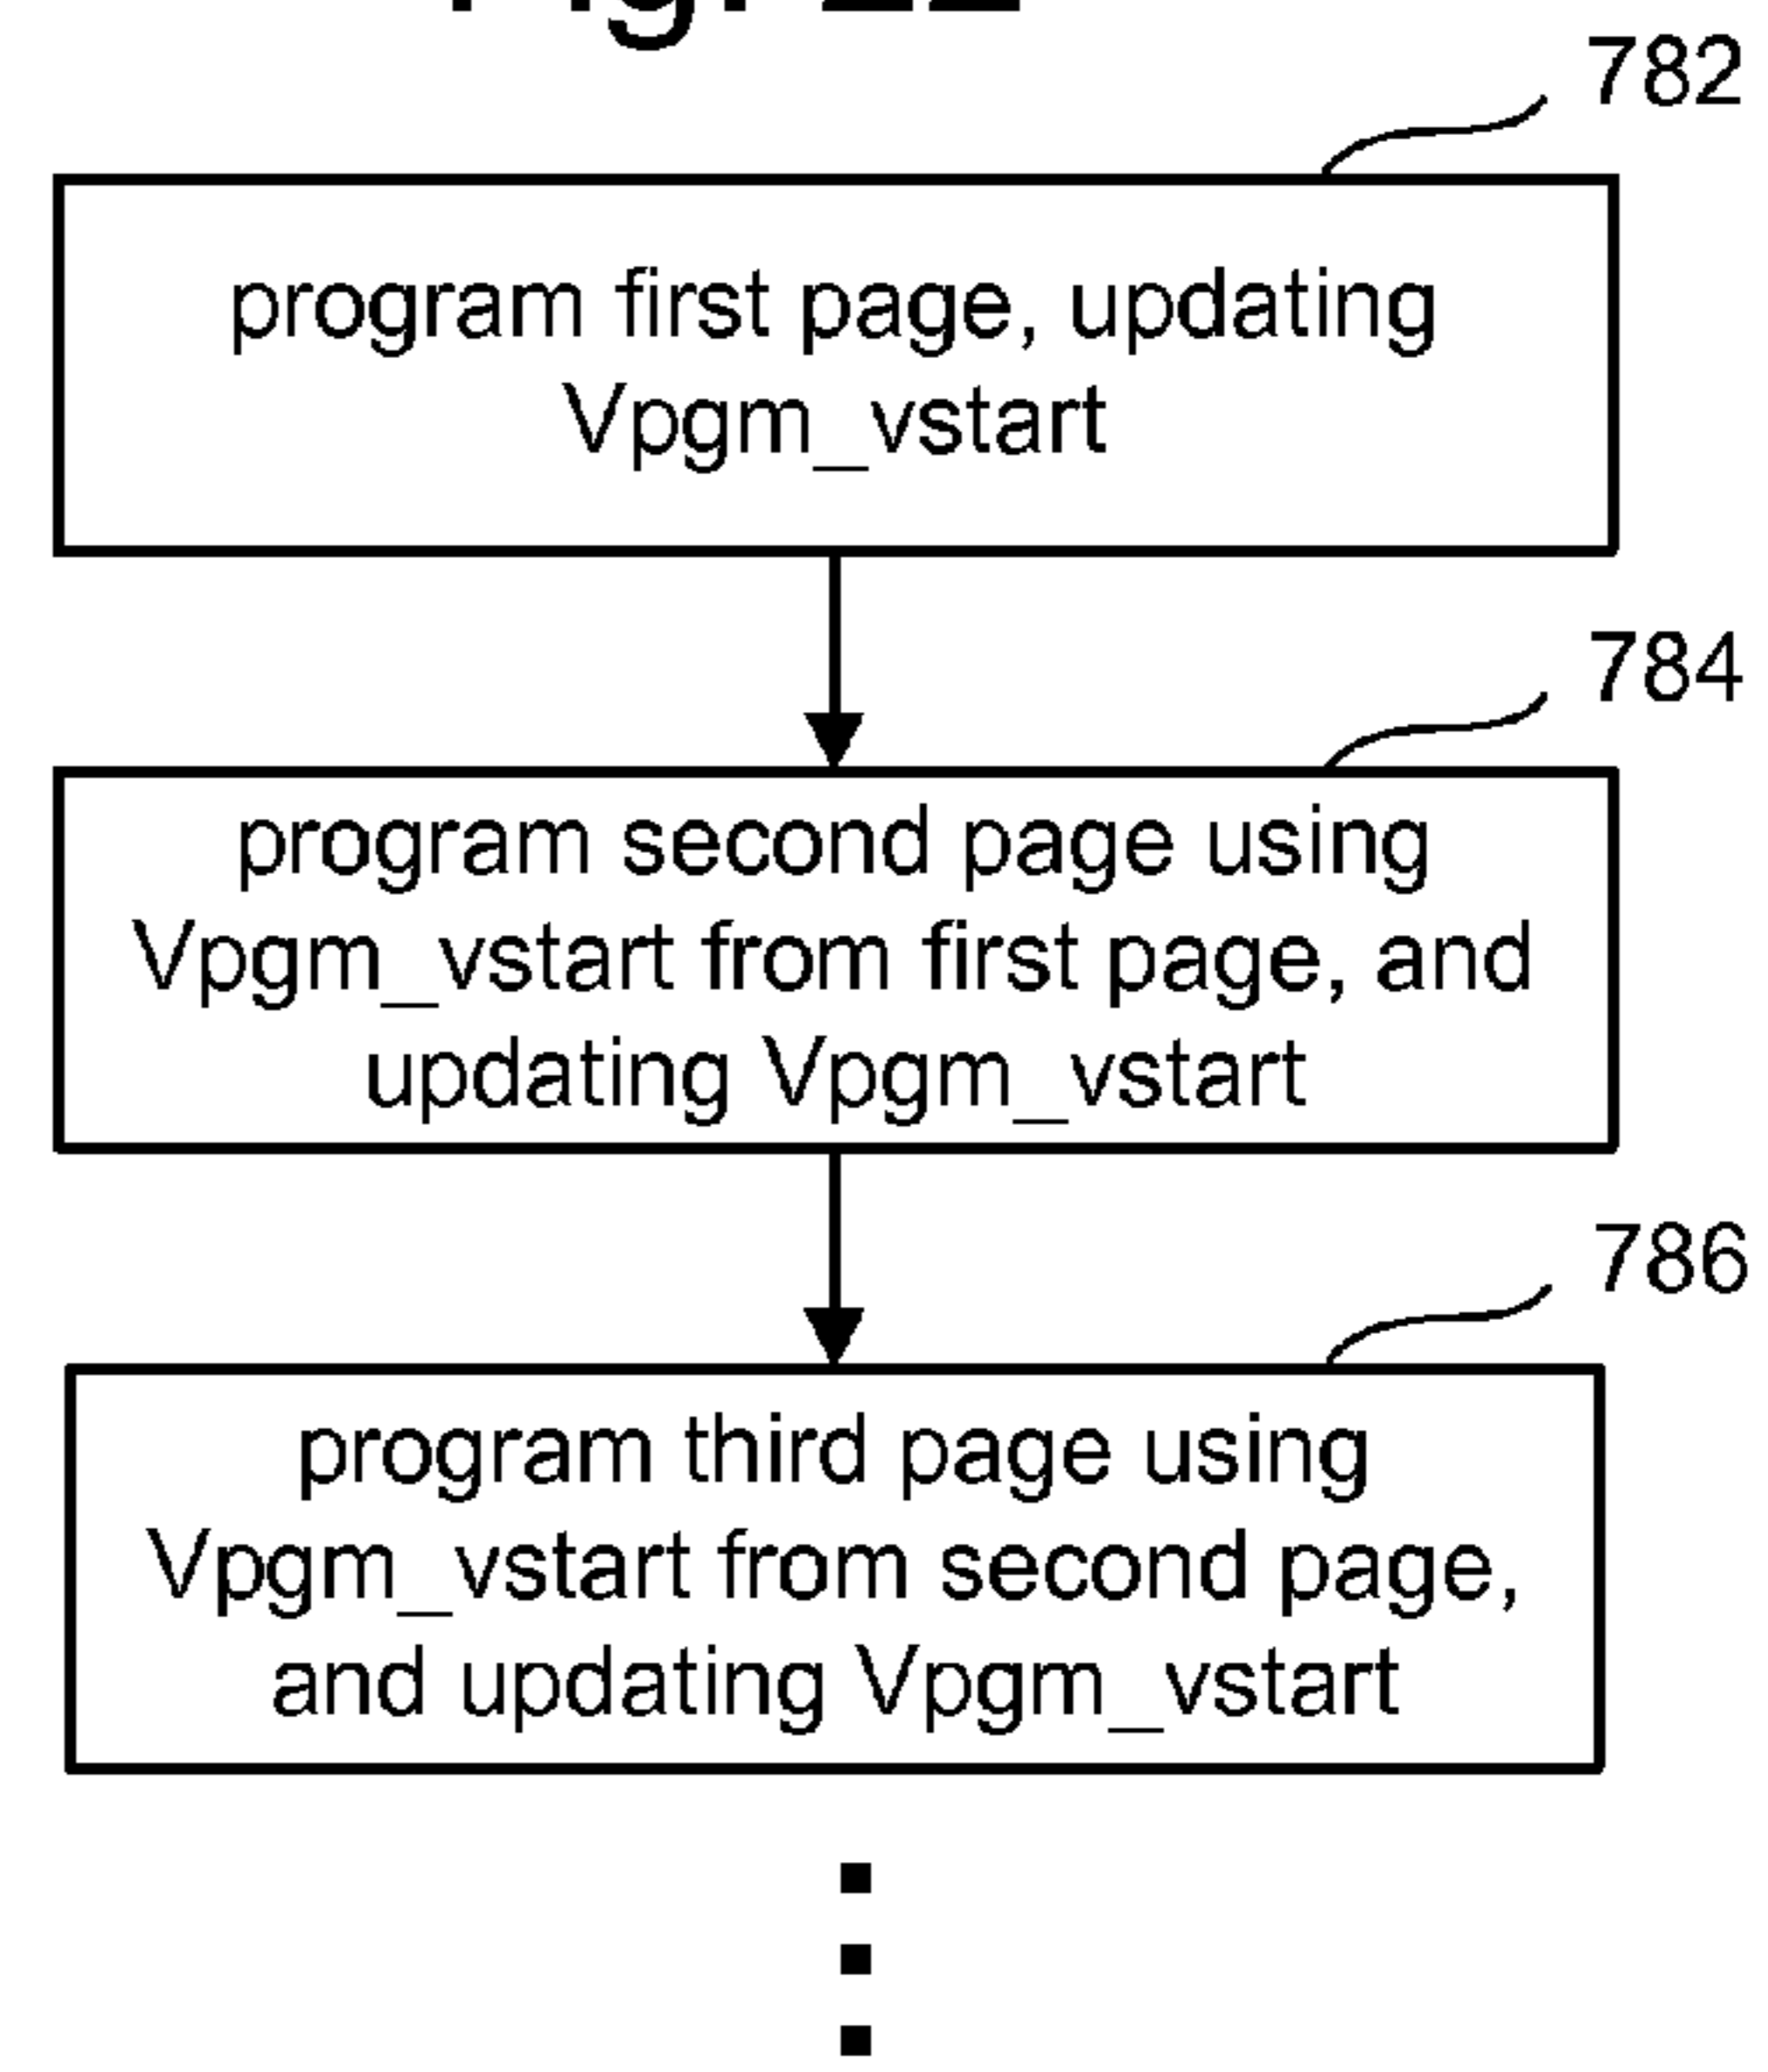 782
program first page, updating
Vpgm_vstart
784
program second page using
Vpgm_vstart from first page, and
updating Vpgm_vstart
786
program third page using
Vpgm_vstart from second page,
and updating Vpgm_vstart